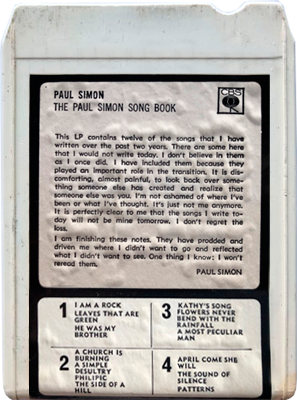 PAUL SIMON
THE PAUL SIMON SONG BOOK
CBS
This LP contains twelve of the songs that I have
written over the past two years. There are some here
that I would not write today. I don't believe in them
as I once did. I have included them because they
played an important role in the transition. It is dis-
comforting, almost painful, to look back over some-
thing someone else has created and realize that
someone else was you. I'm not ashamed of where I've
been or what I've thought. It's just not me anymore.
It is perfectly clear to me that the songs I write to-
day will not be mine tomorrow. I don't regret the
loss.
I am finishing these notes. They have prodded and
driven me where I didn't want to go and reflected
what I didn't want to see. One thing I know: I won't
reread them.
PAUL SIMON
1 I AM A ROCK
LEAVES THAT ARE
GREEN
HE WAS MY
BROTHER
2 A CHURCH IS
BURNING
A SIMPLE
DESULTRY
PHILIPIC
THE SIDE OF A
HILL
3 KATHY'S SONG
FLOWERS NEVER
BEND WITH THE
RAINFALL
A MOST PECULIAR
MAN
4 APRIL COME SHE
WILL
THE SOUND OF
SILENCE
PATTERNS